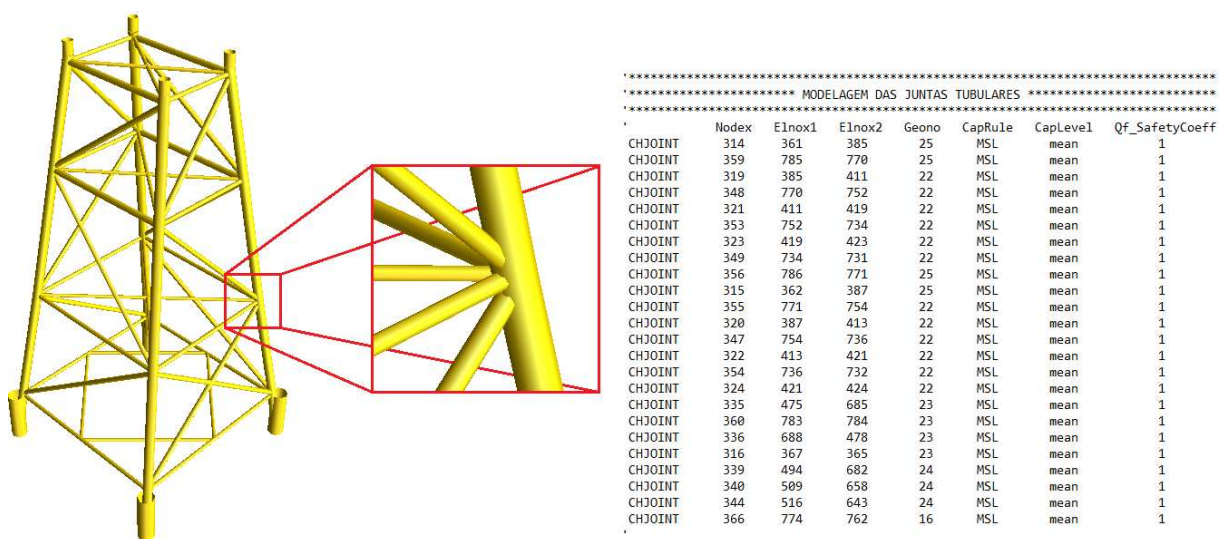 '*********************************************************************************
'*********************** MODELAGEM DAS JUNTAS TUBULARES **************************
'*********************************************************************************
' Nodex Elnox1 Elnox2 Geono CapRule CapLevel Qf_SafetyCoeff
CHJOINT 314 361 385 25 MSL mean 1
CHJOINT 359 785 770 25 MSL mean 1
CHJOINT 319 385 411 22 MSL mean 1
CHJOINT 348 770 752 22 MSL mean 1
CHJOINT 321 411 419 22 MSL mean 1
CHJOINT 353 752 734 22 MSL mean 1
CHJOINT 323 419 423 22 MSL mean 1
CHJOINT 349 734 731 22 MSL mean 1
CHJOINT 356 786 771 25 MSL mean 1
CHJOINT 315 362 387 25 MSL mean 1
CHJOINT 355 771 754 22 MSL mean 1
CHJOINT 320 387 413 22 MSL mean 1
CHJOINT 347 754 736 22 MSL mean 1
CHJOINT 322 413 421 22 MSL mean 1
CHJOINT 354 736 732 22 MSL mean 1
CHJOINT 324 421 424 22 MSL mean 1
CHJOINT 335 475 685 23 MSL mean 1
CHJOINT 360 783 784 23 MSL mean 1
CHJOINT 336 688 478 23 MSL mean 1
CHJOINT 316 367 365 23 MSL mean 1
CHJOINT 339 494 682 24 MSL mean 1
CHJOINT 340 509 658 24 MSL mean 1
CHJOINT 344 516 643 24 MSL mean 1
CHJOINT 366 774 762 16 MSL mean 1
'